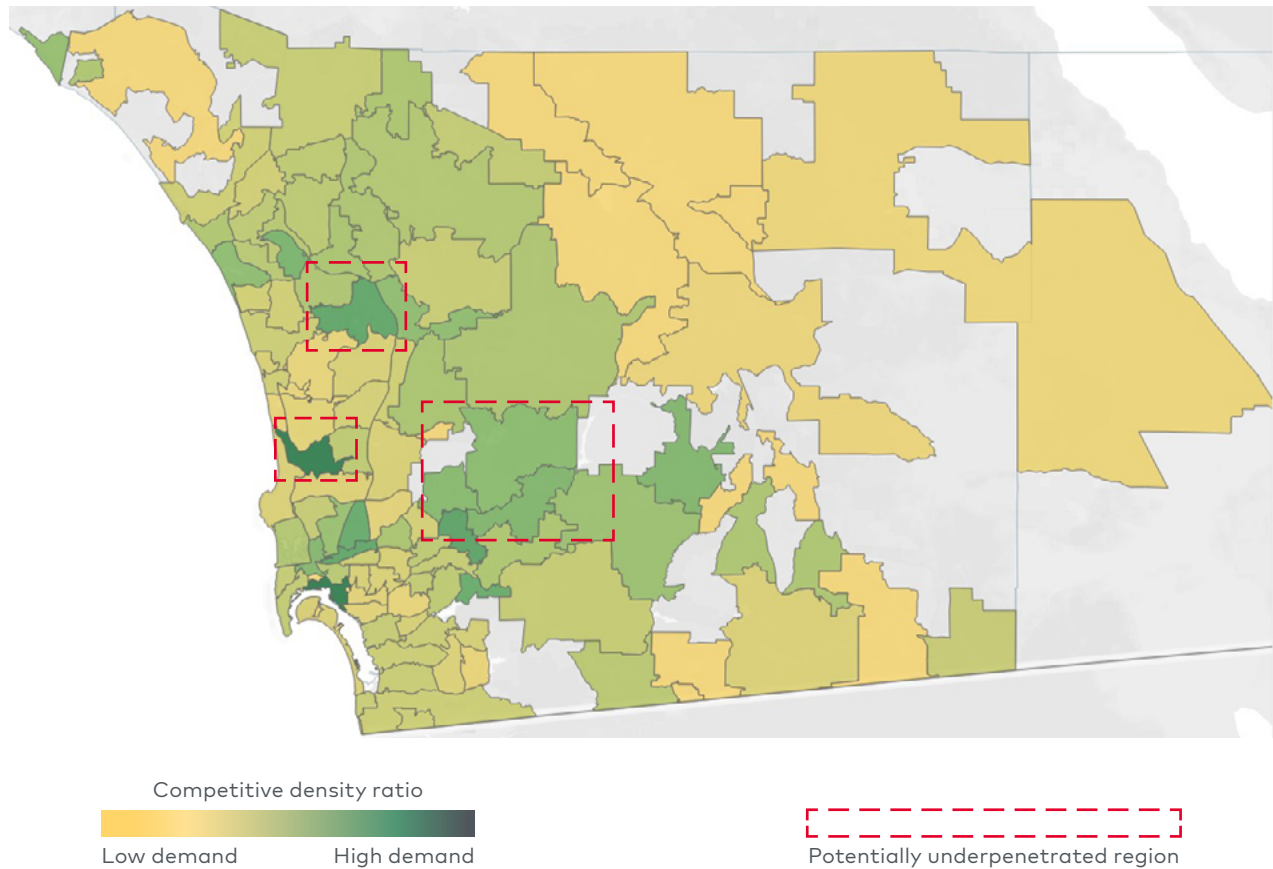 Competitive density ratio
Low demand
High demand
Potentially underpenetrated region